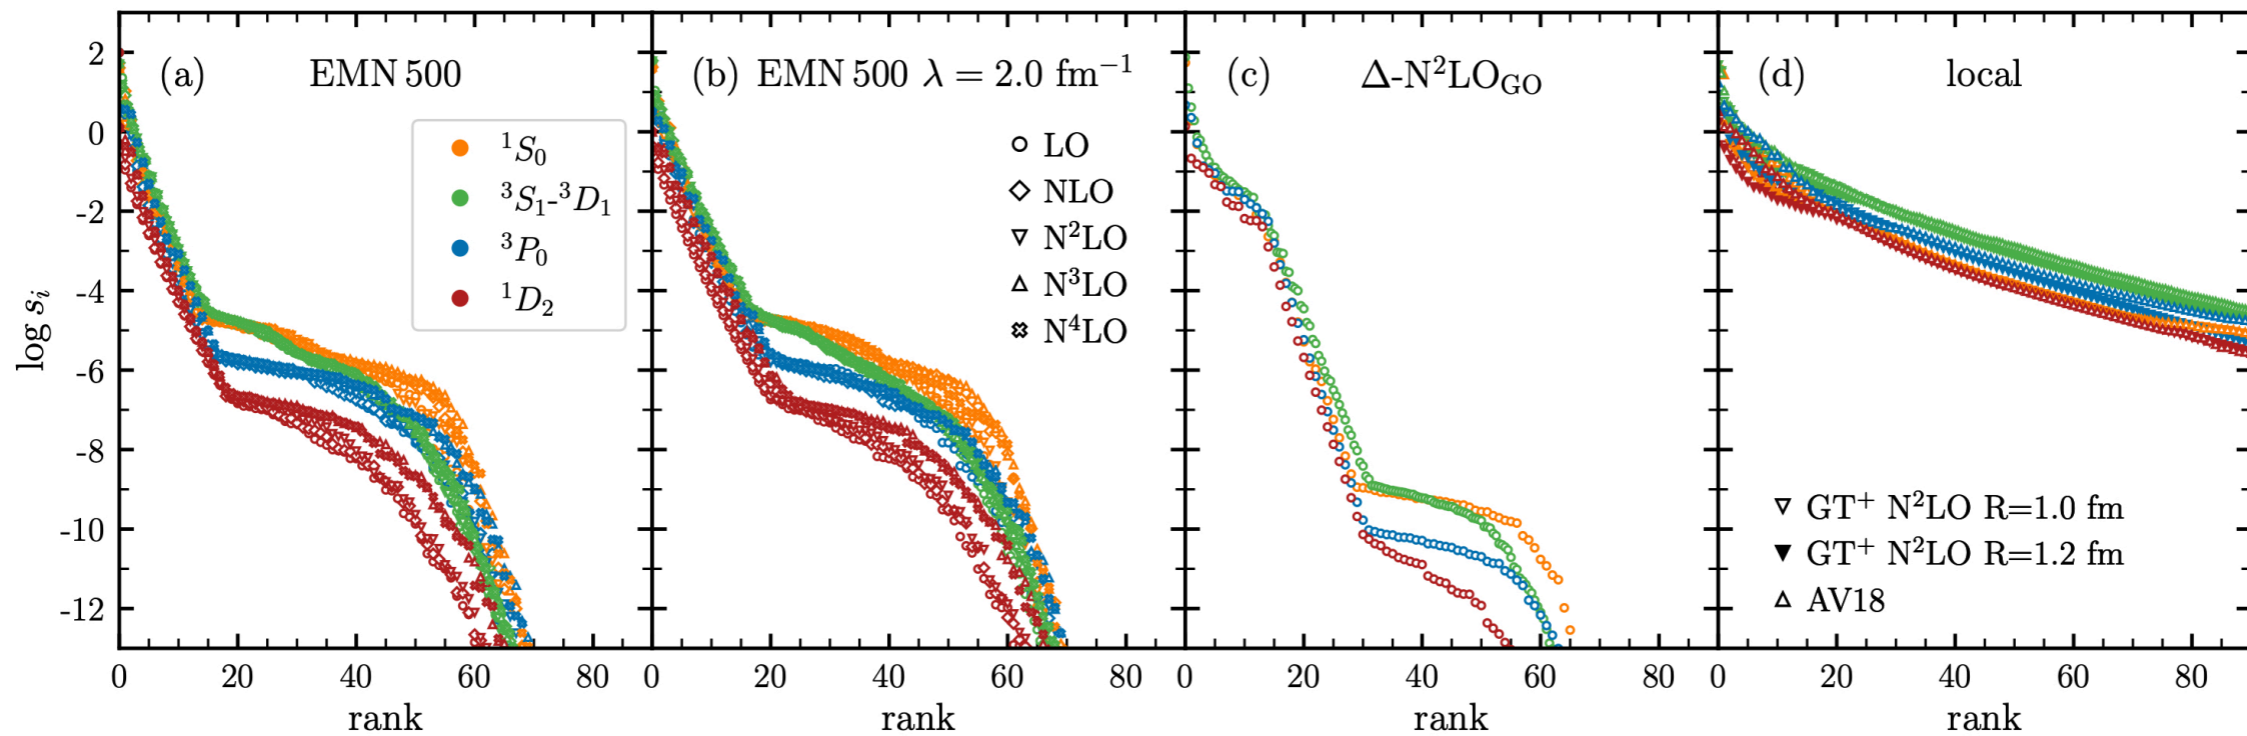 (a) EMN 500
(b) EMN 500 λ = 2.0 fm⁻¹
(c) Δ-N²LO_GO
(d) local
¹S₀
³S₁-³D₁
³P₀
¹D₂
LO
NLO
N²LO
N³LO
N⁴LO
GT⁺ N²LO R=1.0 fm
GT⁺ N²LO R=1.2 fm
AV18
log sᵢ
2
0
-2
-4
-6
-8
-10
-12
0 20 40 60 80
0 20 40 60 80
0 20 40 60 80
0 20 40 60 80
rank rank rank rank